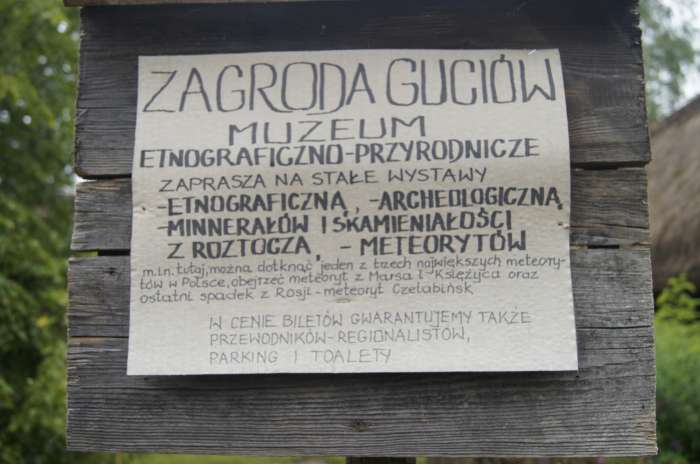 ZAGRODA GUCIÓW
MUZEUM
ETNOGRAFICZNO-PRZYRODNICZE
ZAPRASZA NA STAŁE WYSTAWY
-ETNOGRAFICZNĄ, -ARCHEOLOGICZNĄ,
-MINNERAŁÓW I SKAMIENIAŁOŚCI
Z ROZTOCZA, - METEORYTÓW
m.in. tutaj, można dotknąć jeden z trzech największych meteory-
tów w Polsce, obejrzeć meteoryt z Marsa i Księżyca oraz
ostatni spadek z Rosji - meteoryt Czelabińsk
W CENIE BILETÓW GWARANTUJEMY TAKŻE
PRZEWODNIKÓW-REGIONALISTÓW,
PARKING I TOALETY